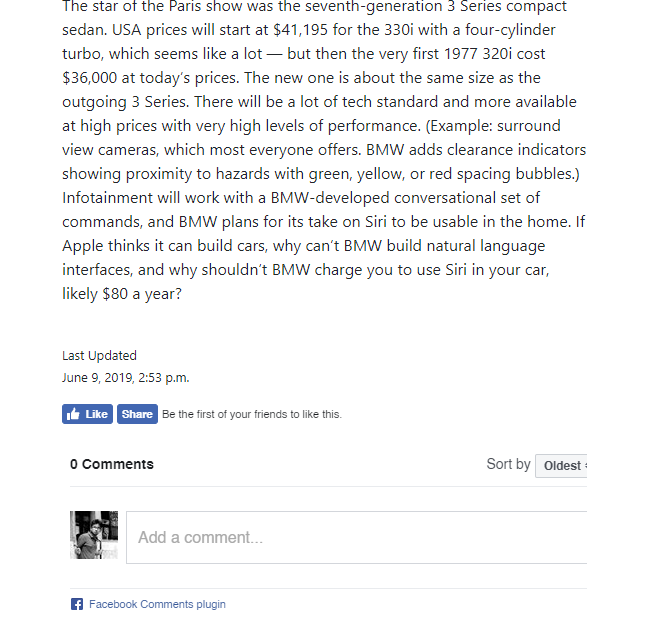 The star of the Paris show was the seventh-generation 3 Series compact
sedan. USA prices will start at $41,195 for the 330i with a four-cylinder
turbo, which seems like a lot — but then the very first 1977 320i cost
$36,000 at today’s prices. The new one is about the same size as the
outgoing 3 Series. There will be a lot of tech standard and more available
at high prices with very high levels of performance. (Example: surround
view cameras, which most everyone offers. BMW adds clearance indicators
showing proximity to hazards with green, yellow, or red spacing bubbles.)
Infotainment will work with a BMW-developed conversational set of
commands, and BMW plans for its take on Siri to be usable in the home. If
Apple thinks it can build cars, why can’t BMW build natural language
interfaces, and why shouldn’t BMW charge you to use Siri in your car,
likely $80 a year?
Last Updated
June 9, 2019, 2:53 p.m.
Like Share Be the first of your friends to like this.
0 Comments Sort by Oldest
Add a comment...
Facebook Comments plugin